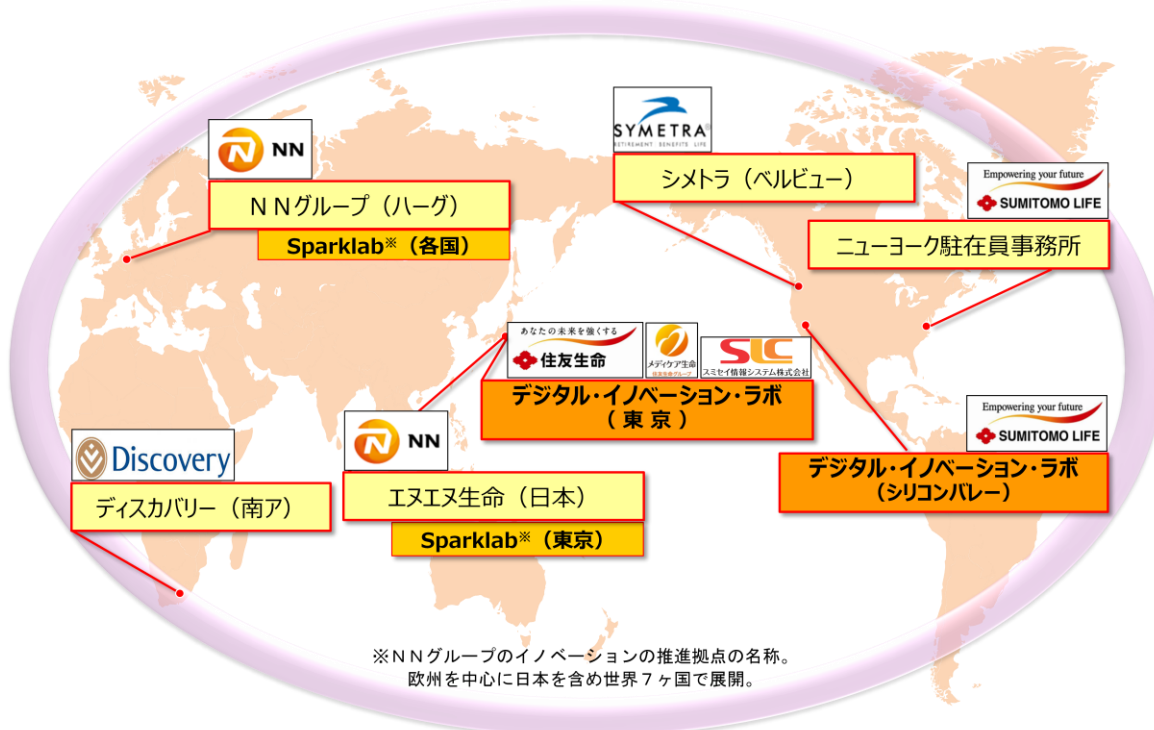 NN
NNグループ(ハーグ)
Sparklab※(各国)
SYMETRA®
RETIREMENT BENEFITS LIFE
シメトラ(ベルビュー)
Empowering your future
SUMITOMO LIFE
ニューヨーク駐在員事務所
あなたの未来を強くする
住友生命
メディケア生命
住友生命グループ
SLC
スミセイ情報システム株式会社
デジタル・イノベーション・ラボ
(東京)
Discovery
ディスカバリー(南ア)
NN
エヌエヌ生命(日本)
Sparklab※(東京)
Empowering your future
SUMITOMO LIFE
デジタル・イノベーション・ラボ
(シリコンバレー)
※NNグループのイノベーションの推進拠点の名称。
欧州を中心に日本を含め世界7ヶ国で展開。